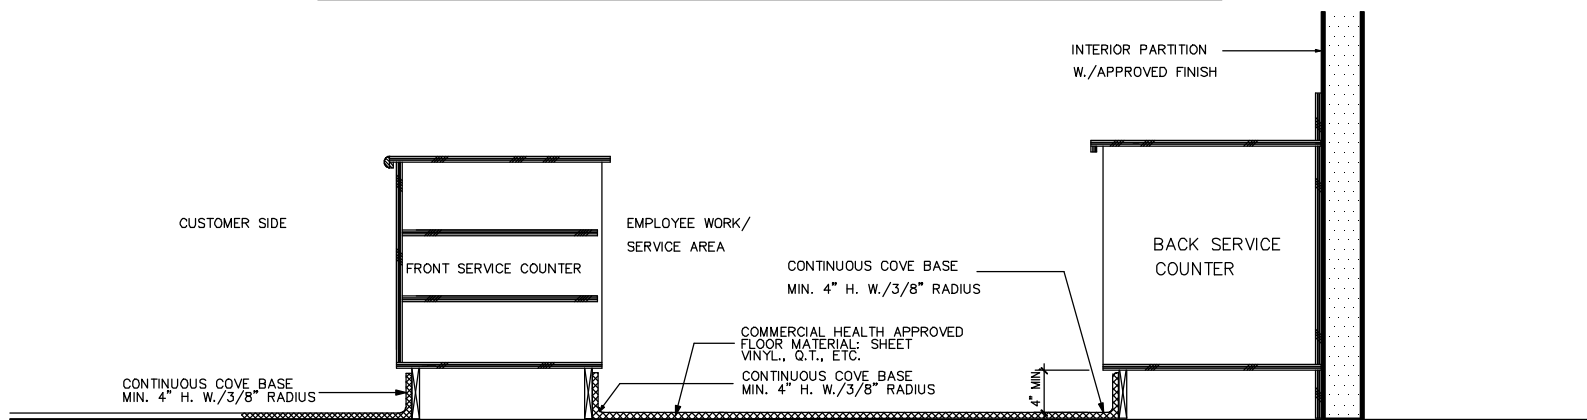 INTERIOR PARTITION
W./APPROVED FINISH
CUSTOMER SIDE
EMPLOYEE WORK/
SERVICE AREA
FRONT SERVICE COUNTER
BACK SERVICE
COUNTER
CONTINUOUS COVE BASE
MIN. 4" H. W./3/8" RADIUS
COMMERCIAL HEALTH APPROVED
FLOOR MATERIAL: SHEET
VINYL., Q.T., ETC.
CONTINUOUS COVE BASE
MIN. 4" H. W./3/8" RADIUS
CONTINUOUS COVE BASE
MIN. 4" H. W./3/8" RADIUS
4" MIN.